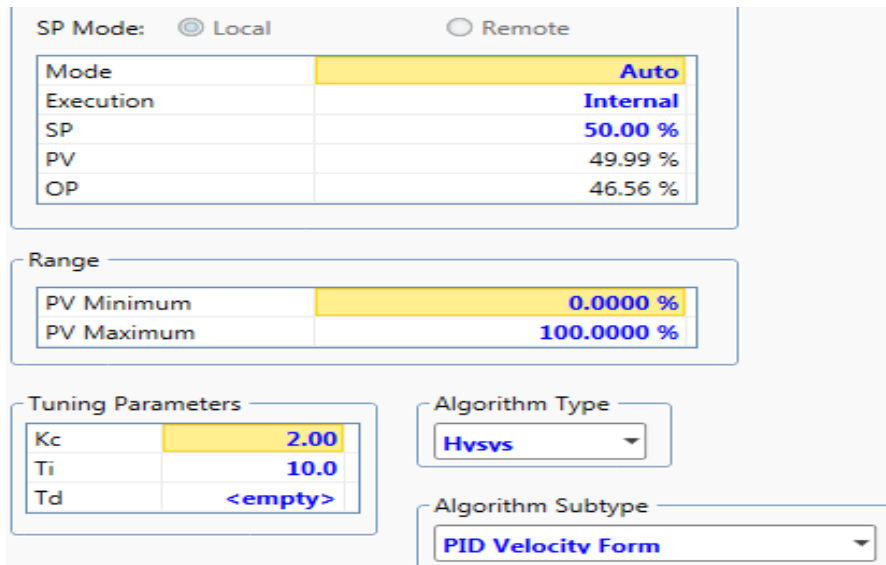 SP Mode: Local Remote
Mode Auto
Execution Internal
SP 50.00 %
PV 49.99 %
OP 46.56 %
Range
PV Minimum 0.0000 %
PV Maximum 100.0000 %
Tuning Parameters
Kc 2.00
Ti 10.0
Td <empty>
Algorithm Type
Hysys
Algorithm Subtype
PID Velocity Form